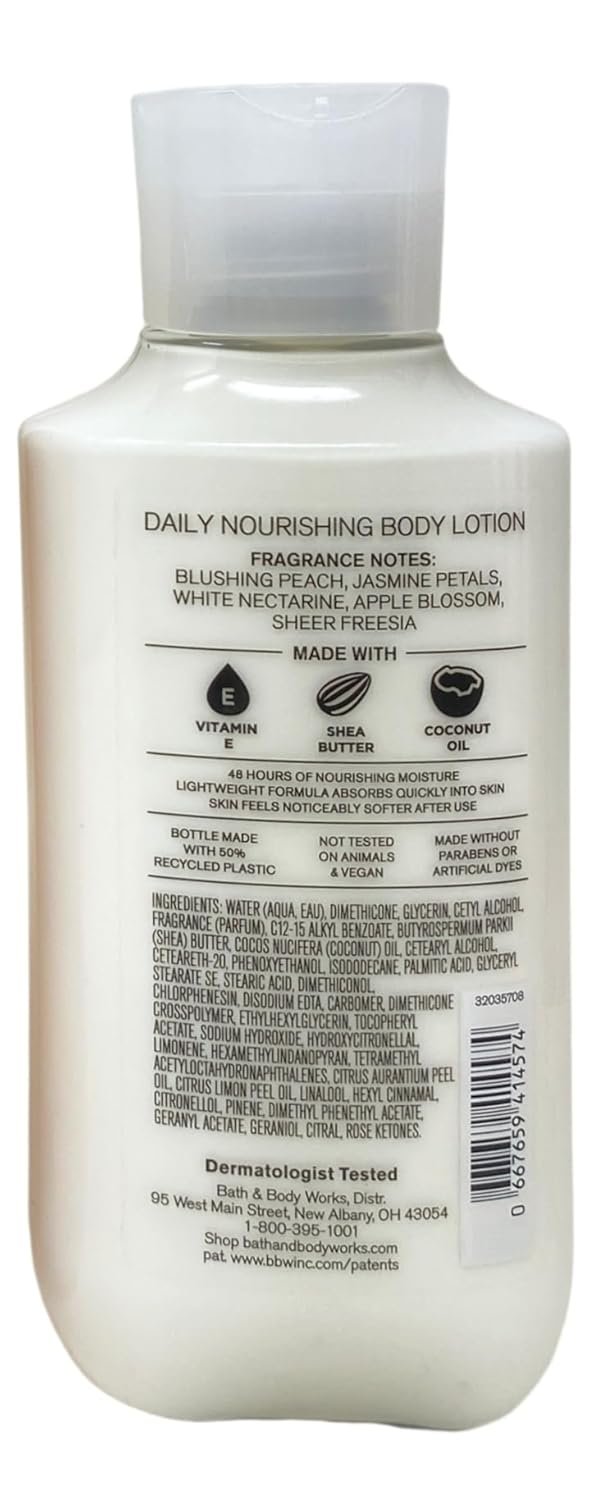 DAILY NOURISHING BODY LOTION
FRAGRANCE NOTES:
BLUSHING PEACH, JASMINE PETALS,
WHITE NECTARINE, APPLE BLOSSOM,
SHEER FREESIA
MADE WITH
E
VITAMIN
E
SHEA
BUTTER
COCONUT
OIL
48 HOURS OF NOURISHING MOISTURE
LIGHTWEIGHT FORMULA ABSORBS QUICKLY INTO SKIN
SKIN FEELS NOTICEABLY SOFTER AFTER USE
BOTTLE MADE
WITH 50%
RECYCLED PLASTIC
NOT TESTED
ON ANIMALS
& VEGAN
MADE WITHOUT
PARABENS OR
ARTIFICIAL DYES
INGREDIENTS: WATER (AQUA, EAU), DIMETHICONE, GLYCERIN, CETYL ALCOHOL,
FRAGRANCE (PARFUM), C12-15 ALKYL BENZOATE, BUTYROSPERMUM PARKII
(SHEA) BUTTER, COCOS NUCIFERA (COCONUT) OIL, CETEARYL ALCOHOL,
CETEARETH-20, PHENOXYETHANOL, ISODODECANE, PALMITIC ACID, GLYCERYL
STEARATE SE, STEARIC ACID, DIMETHICONOL,
CHLORPHENESIN, DISODIUM EDTA, CARBOMER, DIMETHICONE
CROSSPOLYMER, ETHYLHEXYLGLYCERIN, TOCOPHERYL
ACETATE, SODIUM HYDROXIDE, HYDROXYCITRONELLAL,
LIMONENE, HEXAMETHYLINDANOPYRAN, TETRAMETHYL
ACETYLOCTAHYDRONAPHTHALENES, CITRUS AURANTIUM PEEL
OIL, CITRUS LIMON PEEL OIL, LINALOOL, HEXYL CINNAMAL,
CITRONELLOL, PINENE, DIMETHYL PHENETHYL ACETATE,
GERANYL ACETATE, GERANIOL, CITRAL, ROSE KETONES.
32035708
0 667659 414574
Dermatologist Tested
Bath & Body Works, Distr.
95 West Main Street, New Albany, OH 43054
1-800-395-1001
Shop bathandbodyworks.com
pat. www.bbwinc.com/patents